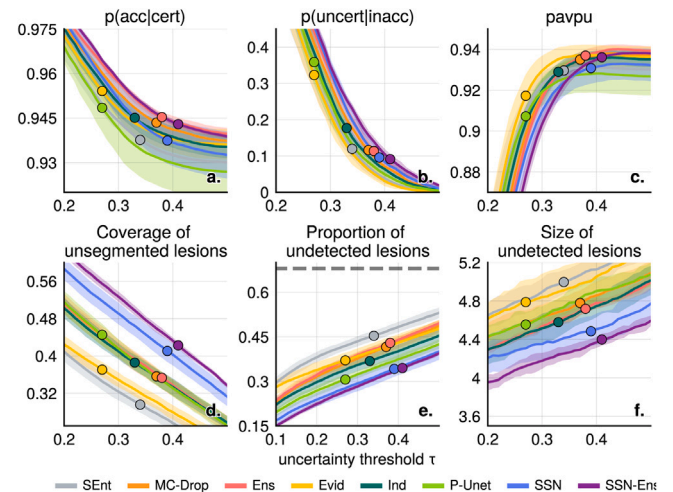 p(acc|cert) p(uncert|inacc) pavpu
0.975 0.4 0.94
0.96 0.3 0.92
0.945 0.2 0.9
0.93 0.1 0.88
0
a. b. c.
0.2 0.3 0.4 0.2 0.3 0.4 0.2 0.3 0.4
Coverage of unsegmented lesions Proportion of undetected lesions Size of undetected lesions
0.56 0.6 5.2
0.48 0.45 4.8
0.4 0.3 4.4
0.32 0.15 4
3.6
d. e. f.
0.2 0.3 0.4 0.1 0.2 0.3 0.4 0.2 0.3 0.4
uncertainty threshold τ
SEnt MC-Drop Ens Evid Ind P-Unet SSN SSN-Ens